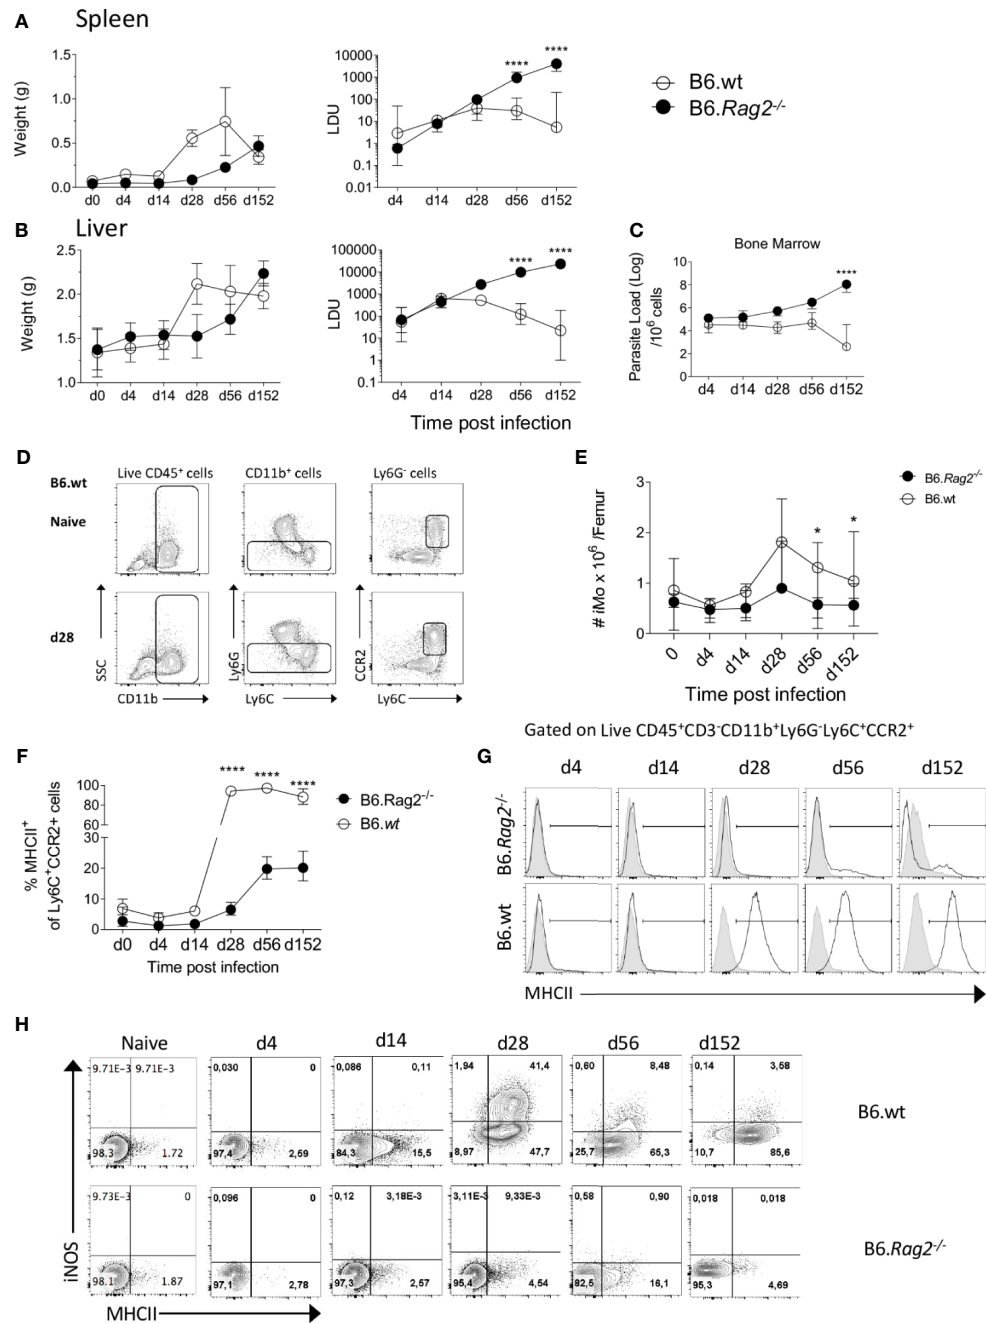 A Spleen
Weight (g)
1.5
1.0
0.5
0.0
d0 d4 d14 d28 d56 d152
LDU
10000
1000
100
10
1
0.1
0.01
d4 d14 d28 d56 d152
**** ****
B6.wt
B6.Rag2-/-
B Liver
Weight (g)
2.5
2.0
1.5
1.0
d0 d4 d14 d28 d56 d152
LDU
100000
10000
1000
100
10
1
0.1
d4 d14 d28 d56 d152
**** ****
Time post infection
C
Bone Marrow
Parasite Load (Log)
/10⁶ cells
10
8
6
4
2
0
d4 d14 d28 d56 d152
****
D
Live CD45⁺ cells CD11b⁺ cells Ly6G⁻ cells
B6.wt
Naive
d28
SSC
CD11b
Ly6G
Ly6C
CCR2
Ly6C
E
# iMo x 10⁶ /Femur
3
2
1
0
0 d4 d14 d28 d56 d152
* *
Time post infection
B6.Rag2-/-
B6.wt
F
% MHCII⁺
of Ly6C⁺CCR2+ cells
100
80
60
30
20
10
0
d0 d4 d14 d28 d56 d152
**** **** ****
Time post infection
B6.Rag2-/-
B6.wt
Gated on Live CD45⁺CD3⁻CD11b⁺Ly6G⁻Ly6C⁺CCR2⁺
G
d4 d14 d28 d56 d152
B6.Rag2-/-
B6.wt
MHCII
H
Naive d4 d14 d28 d56 d152
9.71E-3 9.71E-3 0,030 0 0,086 0,11 1,94 41,4 0,60 8,48 0,14 3,58
B6.wt
98.3 1.72 97,4 2,59 84,3 15,5 8,97 47,7 25,7 65,3 10,7 85,6
9.73E-3 0 0,096 0 0,12 3,18E-3 3,11E-3 9,33E-3 0,58 0,90 0,018 0,018
B6.Rag2-/-
98.1 1.87 97,1 2,78 97,3 2,57 95,4 4,54 82,5 16,1 95,3 4,69
iNOS
MHCII